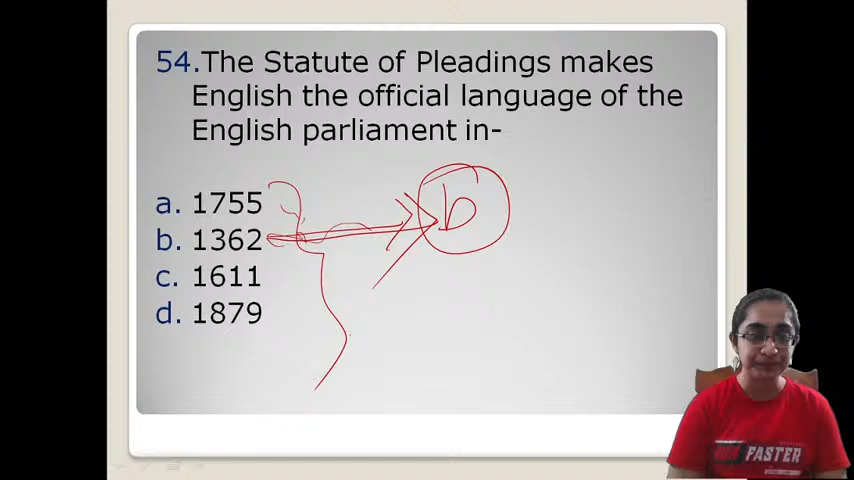 54.The Statute of Pleadings makes
English the official language of the
English parliament in-
a. 1755
b. 1362
c. 1611
d. 1879
b
FASTER